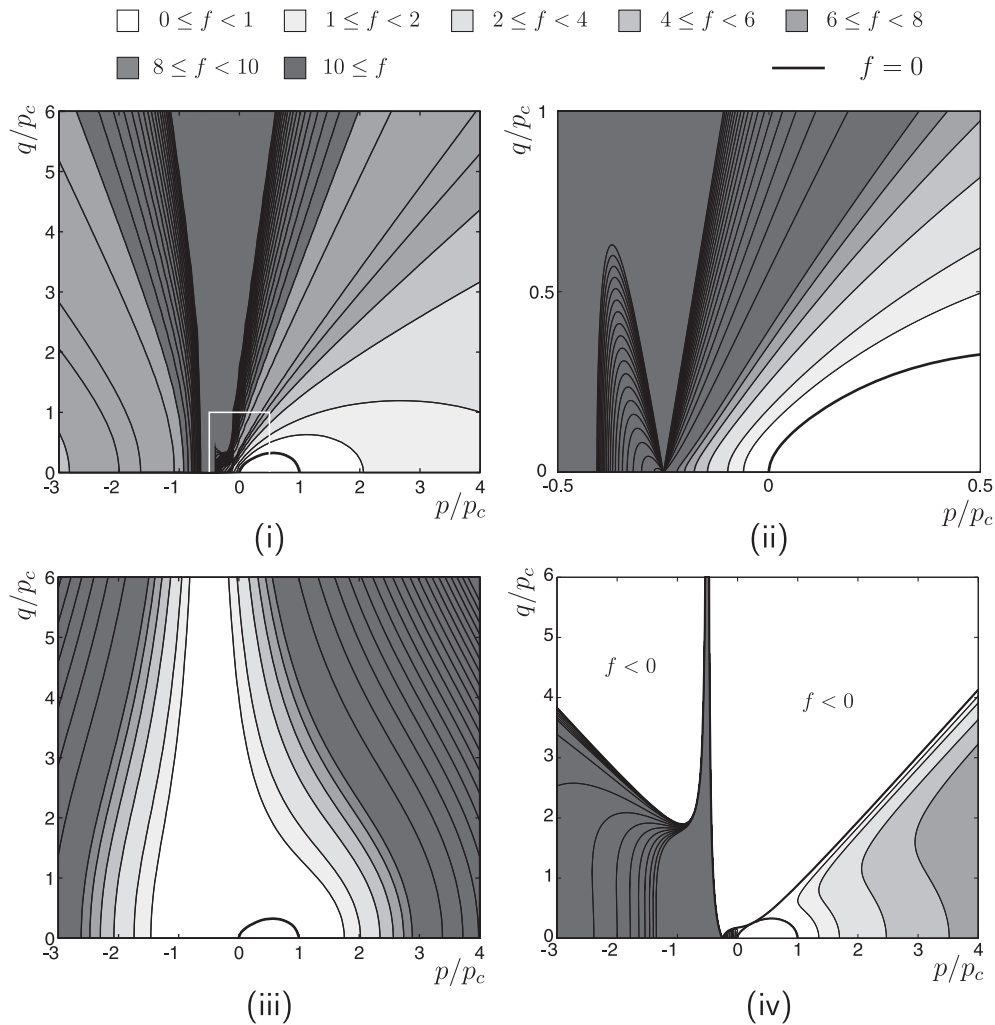 0 ≤ f < 1 1 ≤ f < 2 2 ≤ f < 4 4 ≤ f < 6 6 ≤ f < 8
8 ≤ f < 10 10 ≤ f f = 0
q/p_c
6
5
4
3
2
1
0
-3 -2 -1 0 1 2 3 4
p/p_c
(i)
q/p_c
1
0.5
0
-0.5 0 0.5
p/p_c
(ii)
q/p_c
6
5
4
3
2
1
0
-3 -2 -1 0 1 2 3 4
p/p_c
(iii)
q/p_c
6
5
4
3
2
1
0
f < 0
f < 0
-3 -2 -1 0 1 2 3 4
p/p_c
(iv)